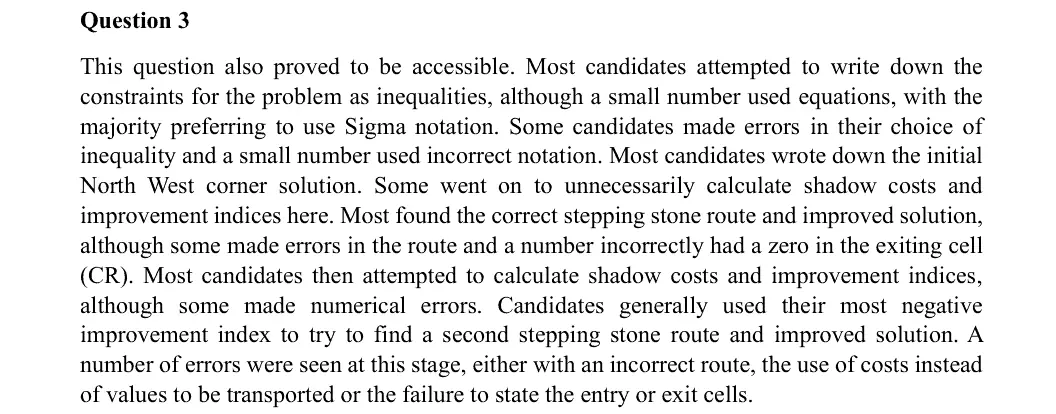 Question 3
This question also proved to be accessible. Most candidates attempted to write down the
constraints for the problem as inequalities, although a small number used equations, with the
majority preferring to use Sigma notation. Some candidates made errors in their choice of
inequality and a small number used incorrect notation. Most candidates wrote down the initial
North West corner solution. Some went on to unnecessarily calculate shadow costs and
improvement indices here. Most found the correct stepping stone route and improved solution,
although some made errors in the route and a number incorrectly had a zero in the exiting cell
(CR). Most candidates then attempted to calculate shadow costs and improvement indices,
although some made numerical errors. Candidates generally used their most negative
improvement index to try to find a second stepping stone route and improved solution. A
number of errors were seen at this stage, either with an incorrect route, the use of costs instead
of values to be transported or the failure to state the entry or exit cells.